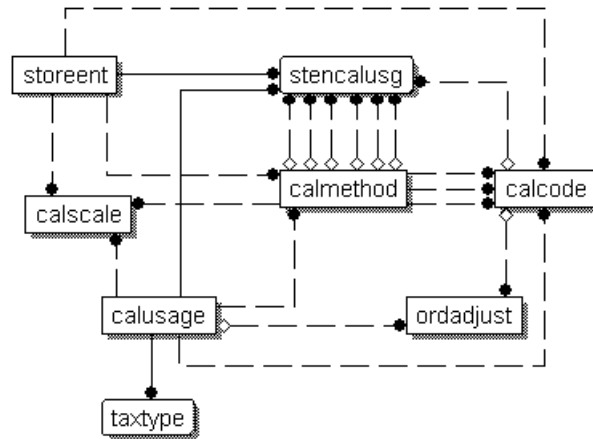 storeent
stencalusg
calmethod
calcode
calscale
calusage
ordadjust
taxtype